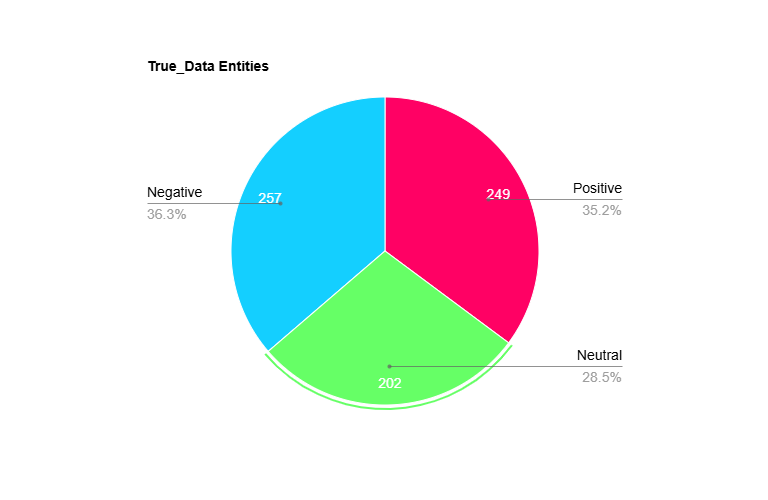 True_Data Entities
Negative
36.3%
257
249
Positive
35.2%
Neutral
28.5%
202